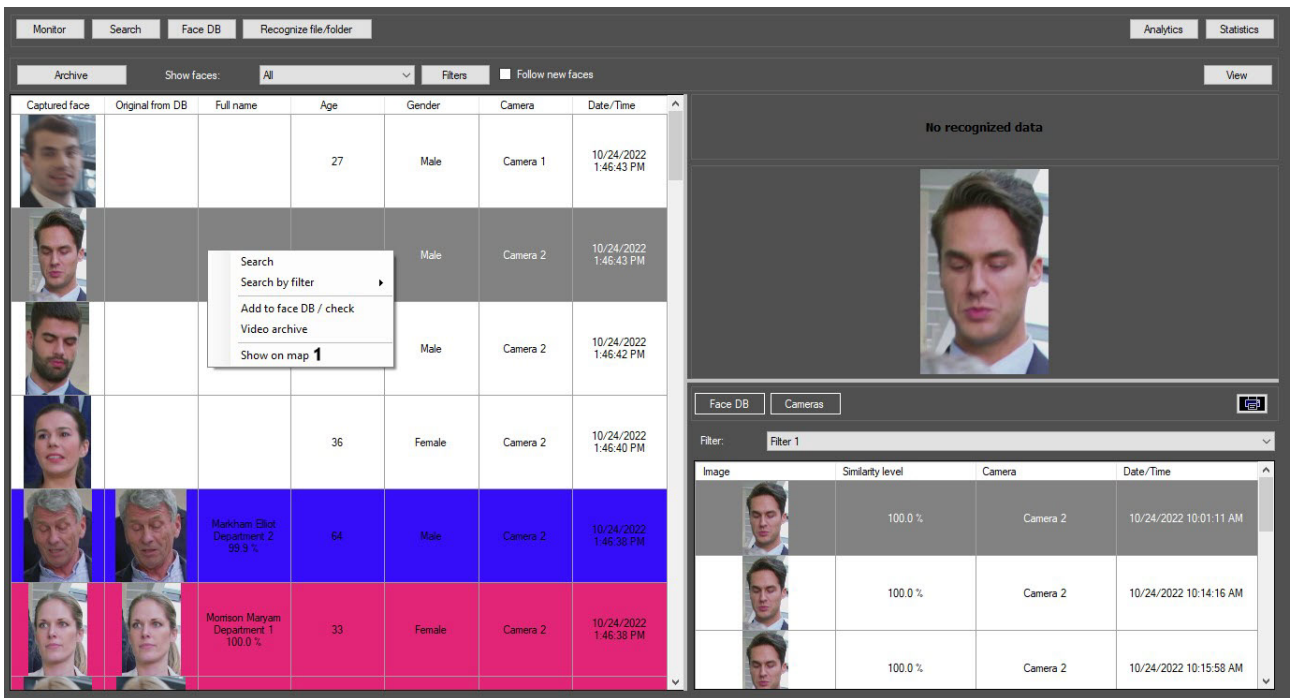 Monitor Search Face DB Recognize file/folder Analytics Statistics
Archive Show faces: All Filters Follow new faces View
Captured face Original from DB Full name Age Gender Camera Date/Time
27 Male Camera 1 10/24/2022
1:46:43 PM
Male Camera 2 10/24/2022
1:46:43 PM
Search
Search by filter
Add to face DB / check
Video archive
Show on map 1
Male Camera 2 10/24/2022
1:46:42 PM
36 Female Camera 2 10/24/2022
1:46:40 PM
Markham Elliot
Department 2
99.9 %
64 Male Camera 2 10/24/2022
1:46:38 PM
Morrison Maryam
Department 1
100.0 %
33 Female Camera 2 10/24/2022
1:46:38 PM
No recognized data
Face DB Cameras
Filter: Filter 1
Image Similarity level Camera Date/Time
100.0 % Camera 2 10/24/2022 10:01:11 AM
100.0 % Camera 2 10/24/2022 10:14:16 AM
100.0 % Camera 2 10/24/2022 10:15:58 AM